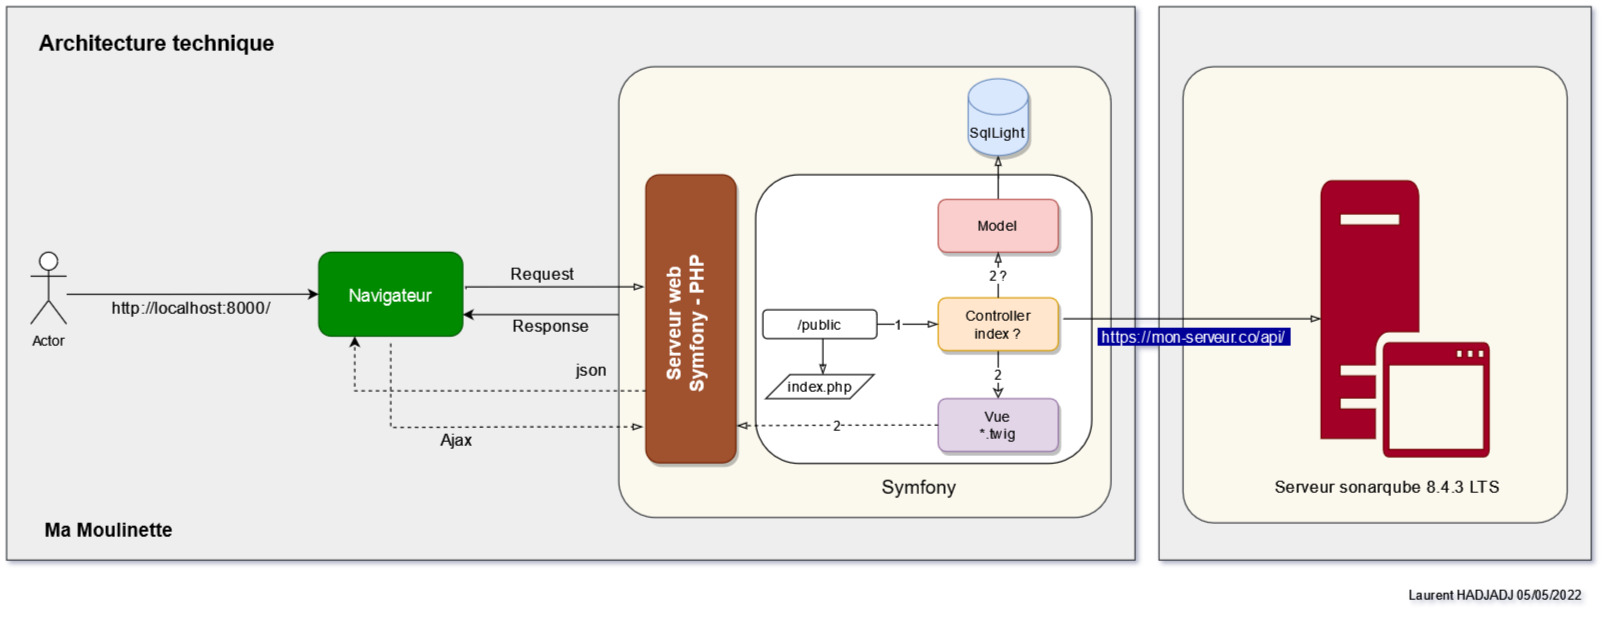 Architecture technique
SqlLight
Model
2 ?
Serveur web
Symfony - PHP
Request
Navigateur
http://localhost:8000/
Response
Actor
/public
1
Controller
index ?
https://mon-serveur.co/api/
json
index.php
2
Vue
*.twig
2
Ajax
Symfony
Serveur sonarqube 8.4.3 LTS
Ma Moulinette
Laurent HADJADJ 05/05/2022